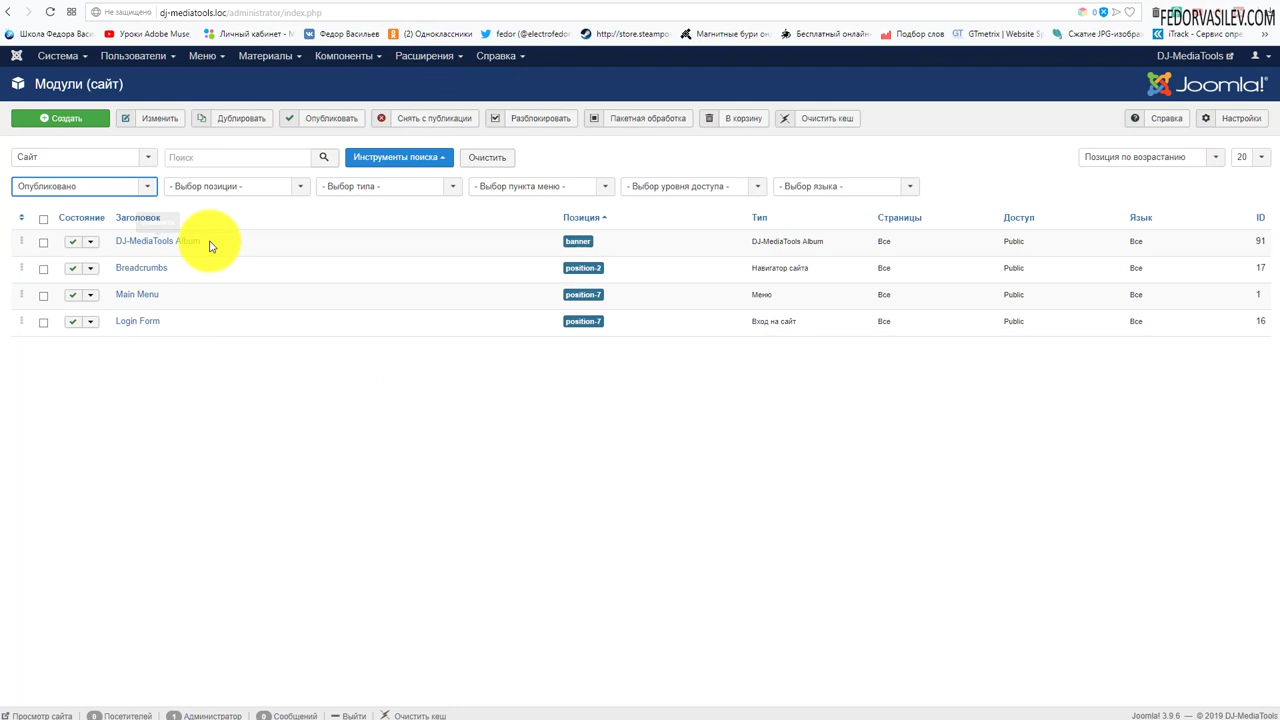 Не защищено dj-mediatools.loc/administrator/index.php 0
FEDORVASILEV.COM
Школа Федора Васи Уроки Adobe Muse, Личный кабинет - М Федор Васильев (2) Одноклассники fedor (@electrofedo http://store.steampo Магнитные бури он Бесплатный онлайн- Подбор слов GTmetrix | Website S Сжатие JPG-изобра iTrack - Сервис опре
Система Пользователи Меню Материалы Компоненты Расширения Справка DJ-MediaTools
Модули (сайт) Joomla!
Создать Изменить Дублировать Опубликовать Снять с публикации Разблокировать Пакетная обработка В корзину Очистить кеш Справка Настройки
Сайт Поиск Инструменты поиска Очистить Позиция по возрастанию 20
Опубликовано - Выбор позиции - - Выбор типа - - Выбор пункта меню - - Выбор уровня доступа - - Выбор языка -
Состояние Заголовок Позиция Тип Страницы Доступ Язык ID
DJ-MediaTools Album banner DJ-MediaTools Album Все Public Все 91
Breadcrumbs position-2 Навигатор сайта Все Public Все 17
Main Menu position-7 Меню Все Public Все 1
Login Form position-7 Вход на сайт Все Public Все 16
Просмотр сайта 0 Посетителей 1 Администратор 0 Сообщений Выйти Очистить кеш Joomla! 3.9.6 — © 2019 DJ-MediaTools